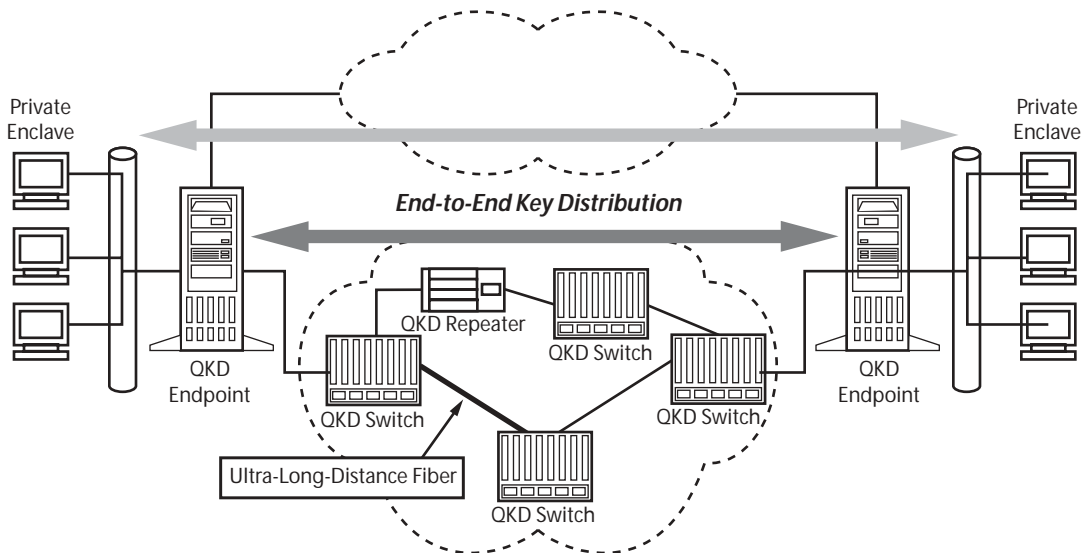 Private
Enclave
Private
Enclave
End-to-End Key Distribution
QKD Repeater
QKD Switch
QKD
Endpoint
QKD
Endpoint
QKD Switch
QKD Switch
Ultra-Long-Distance Fiber
QKD Switch